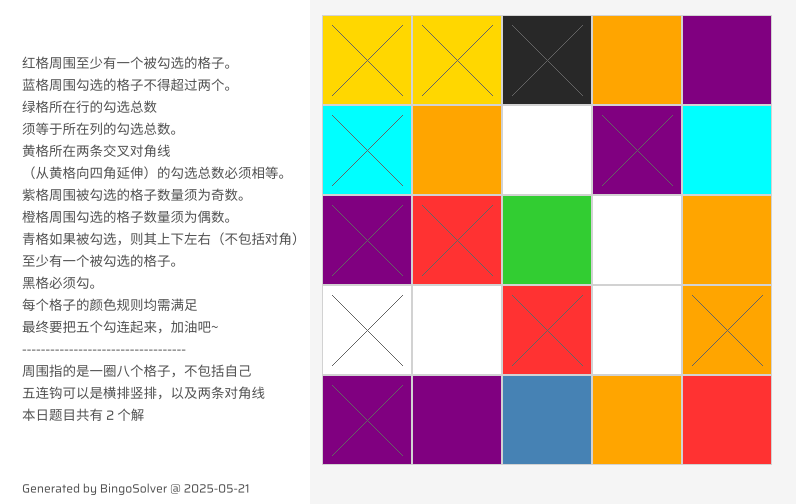 红格周围至少有一个被勾选的格子。
蓝格周围勾选的格子不得超过两个。
绿格所在行的勾选总数
须等于所在列的勾选总数。
黄格所在两条交叉对角线
（从黄格向四角延伸）的勾选总数必须相等。
紫格周围被勾选的格子数量须为奇数。
橙格周围勾选的格子数量须为偶数。
青格如果被勾选，则其上下左右（不包括对角）
至少有一个被勾选的格子。
黑格必须勾。
每个格子的颜色规则均需满足
最终要把五个勾连起来，加油吧~
-----------------------------------
周围指的是一圈八个格子，不包括自己
五连钩可以是横排竖排，以及两条对角线
本日题目共有 2 个解
Generated by BingoSolver @ 2025-05-21